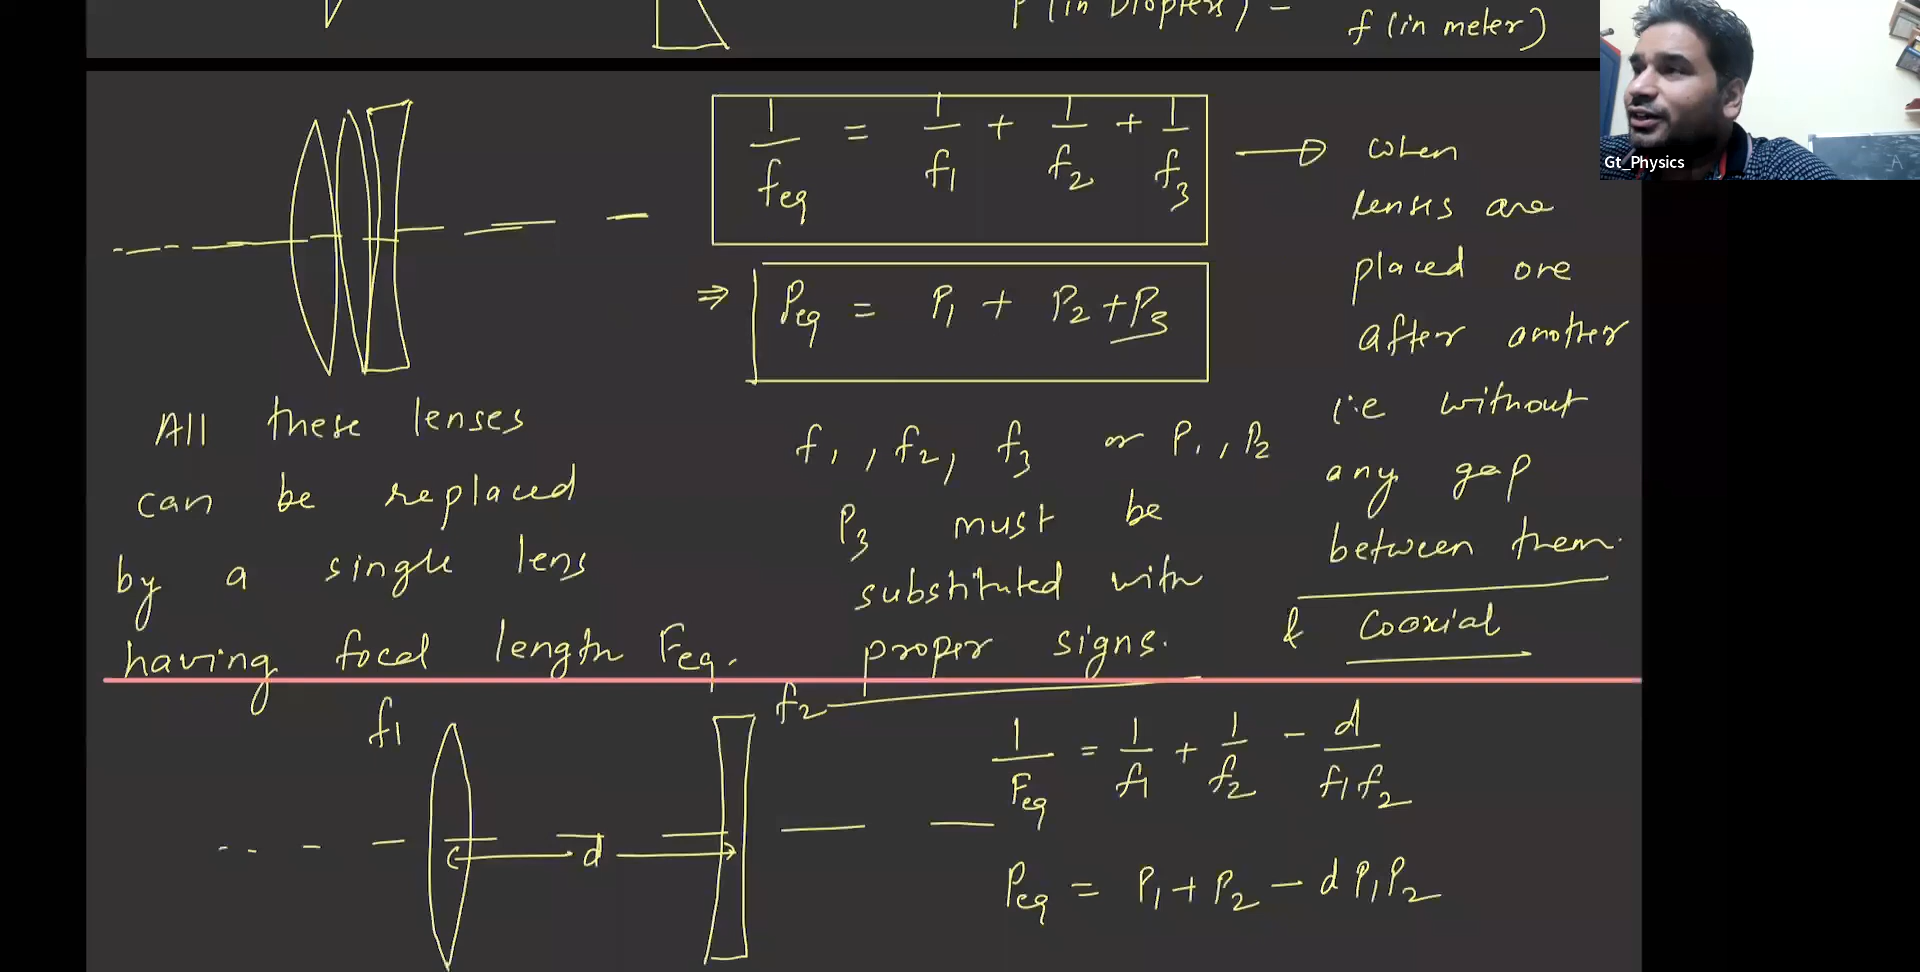 P (in Diopters) =
f (in meter)
Gt_Physics
1/feq = 1/f1 + 1/f2 + 1/f3
⇒ Peq = P1 + P2 + P3
→ when
lenses are
placed one
after another
i.e without
any gap
between them.
& Coaxial
All these lenses
can be replaced
by a single lens
having focal length Feq.
f1, f2, f3 or P1, P2
P3 must be
substituted with
proper signs.
f1
f2
d
1/Feq = 1/f1 + 1/f2 - d/f1f2
Peq = P1 + P2 - d P1P2